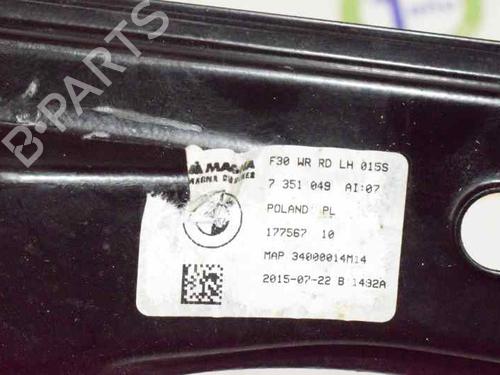 B-PARTS
MAGNA
MAGNA
F30 WR RD LH 015S
7 351 049 AI:07
POLAND PL
177567 10
MAP 34000014M14
2015-07-22 B 1432A